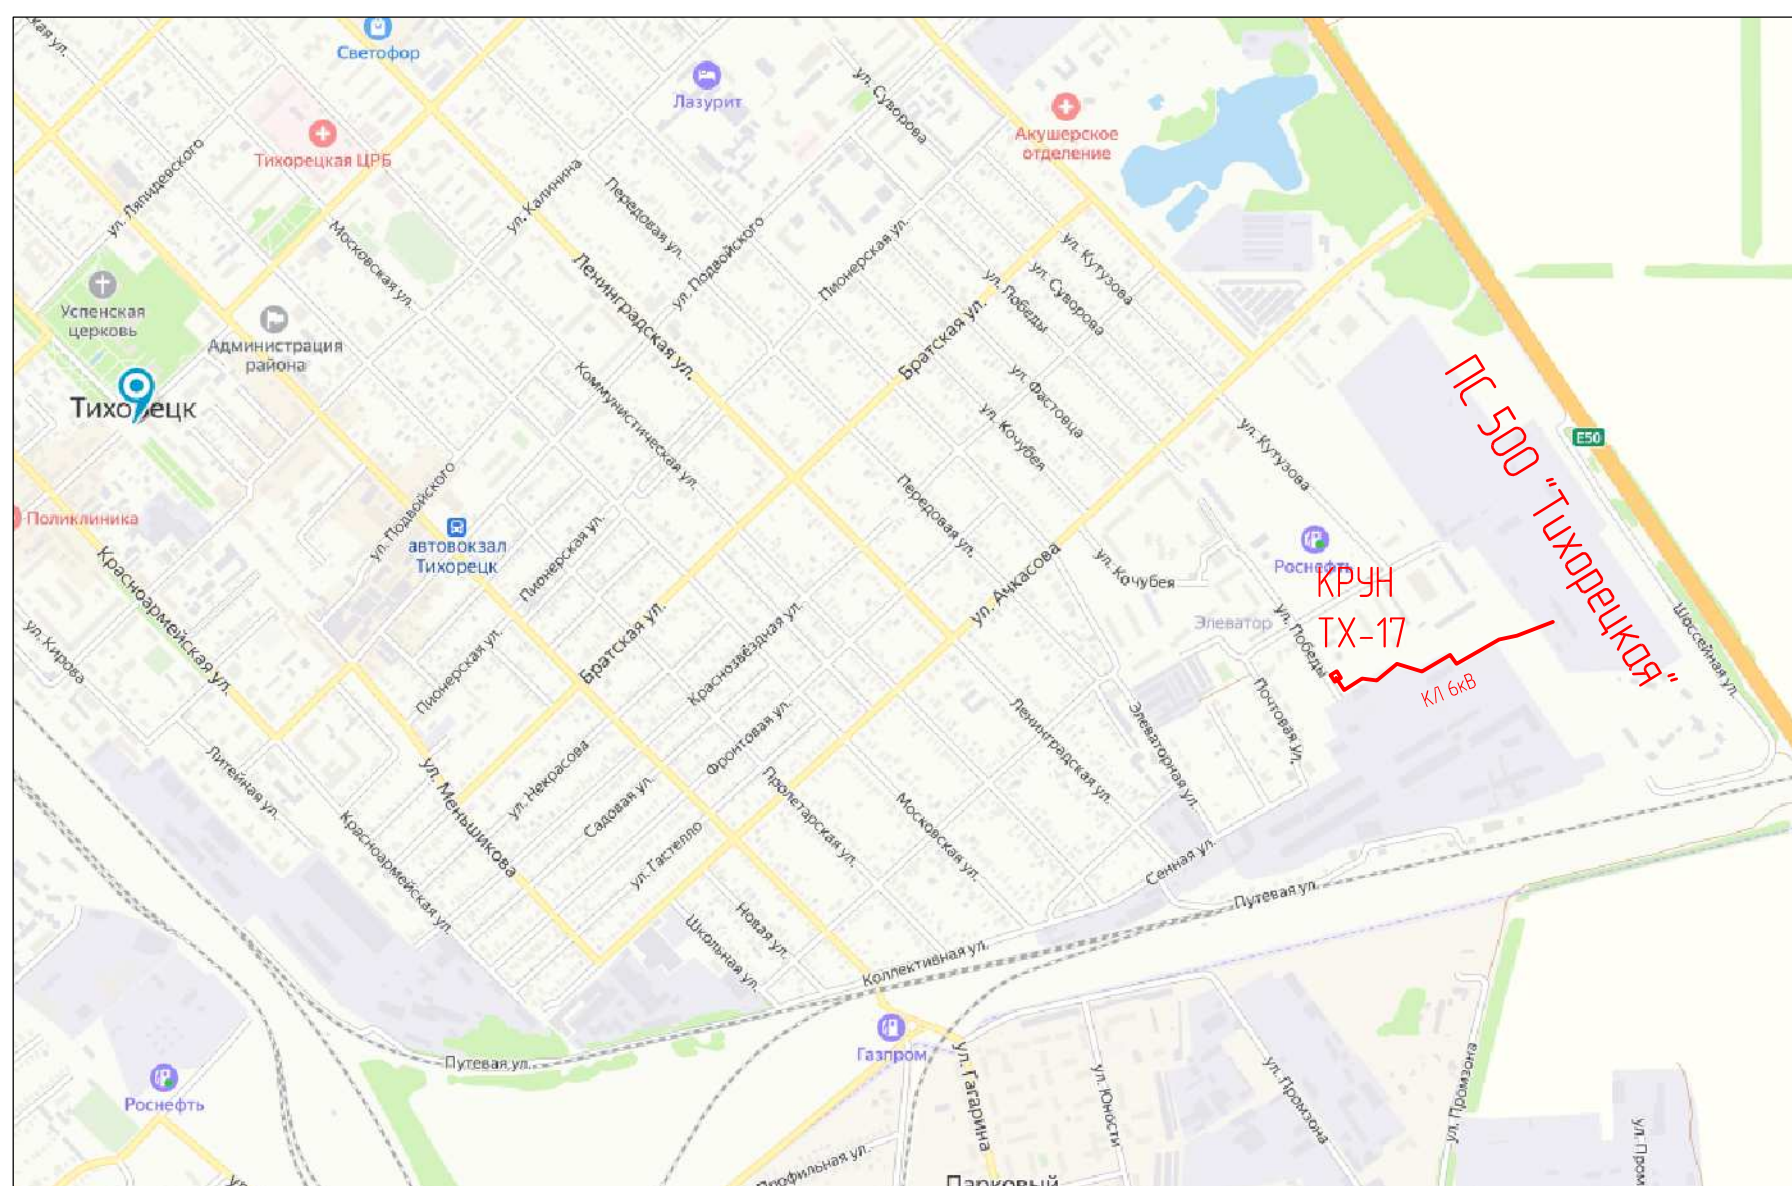 Светофор
Лазурит
ул. Суворова
Акушерское
отделение
Тихорецкая ЦРБ
ул. Ляпидевского
ул. Калинина
Передовая ул.
Московская ул.
ул. Подвойского
Пионерская ул.
ул. Кутузова
ул. Суворова
ул. Победы
Ленинградская ул.
Братская ул.
Успенская
церковь
Администрация
района
Тихорецк
Коммунистическая ул.
ул. Фастовца
ул. Кочубея
ул. Кутузова
E50
ПС 500 "Тихорецкая"
Поликлиника
ул. Подвойского
автовокзал
Тихорецк
Пионерская ул.
Передовая ул.
ул. Ачкасова
ул. Кочубея
Роснефть
КРУН
ТХ-17
Элеватор
ул. Победы
КЛ 6кВ
Шоссейная ул.
Красноармейская ул.
ул. Кирова
Пионерская ул.
Братская ул.
Краснозвёздная ул.
Фронтовая ул.
Ленинградская ул.
Элеваторная ул.
Почтовая ул.
Литейная ул.
ул. Меньшикова
ул. Некрасова
Садовая ул.
ул. Гастелло
Пролетарская ул.
Московская ул.
Красноармейская ул.
Сенная ул.
Путевая ул.
Новая ул.
Школьная ул.
Коллективная ул.
Газпром
Путевая ул.
Роснефть
ул. Гагарина
ул. Юности
ул. Промзона
ул. Промзона
ул. Пром
Профильная ул.
Парковый